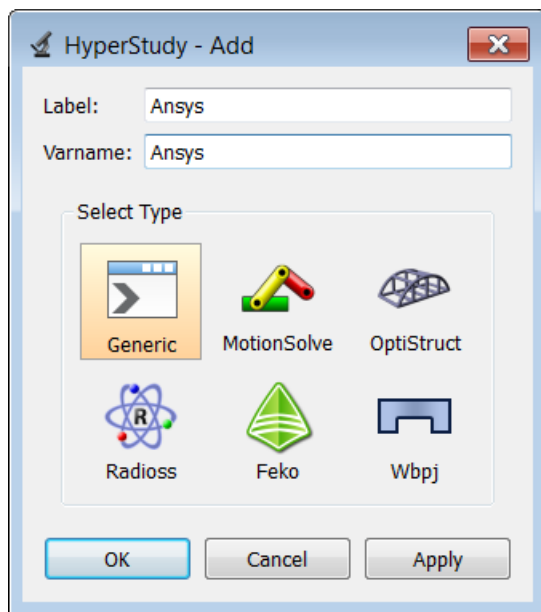 HyperStudy - Add
Label: Ansys
Varname: Ansys
Select Type
Generic MotionSolve OptiStruct
R
Radioss Feko Wbpj
OK Cancel Apply